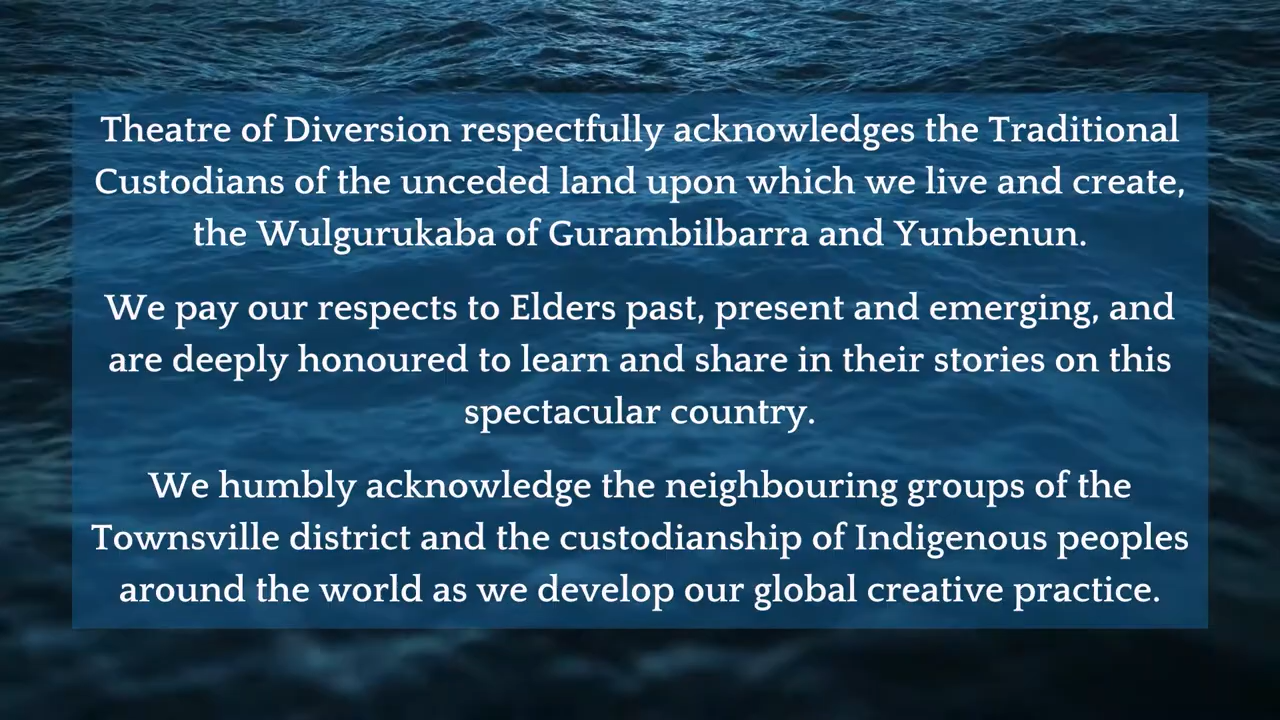 Theatre of Diversion respectfully acknowledges the Traditional
Custodians of the unceded land upon which we live and create,
the Wulgurukaba of Gurambilbarra and Yunbenun.
We pay our respects to Elders past, present and emerging, and
are deeply honoured to learn and share in their stories on this
spectacular country.
We humbly acknowledge the neighbouring groups of the
Townsville district and the custodianship of Indigenous peoples
around the world as we develop our global creative practice.